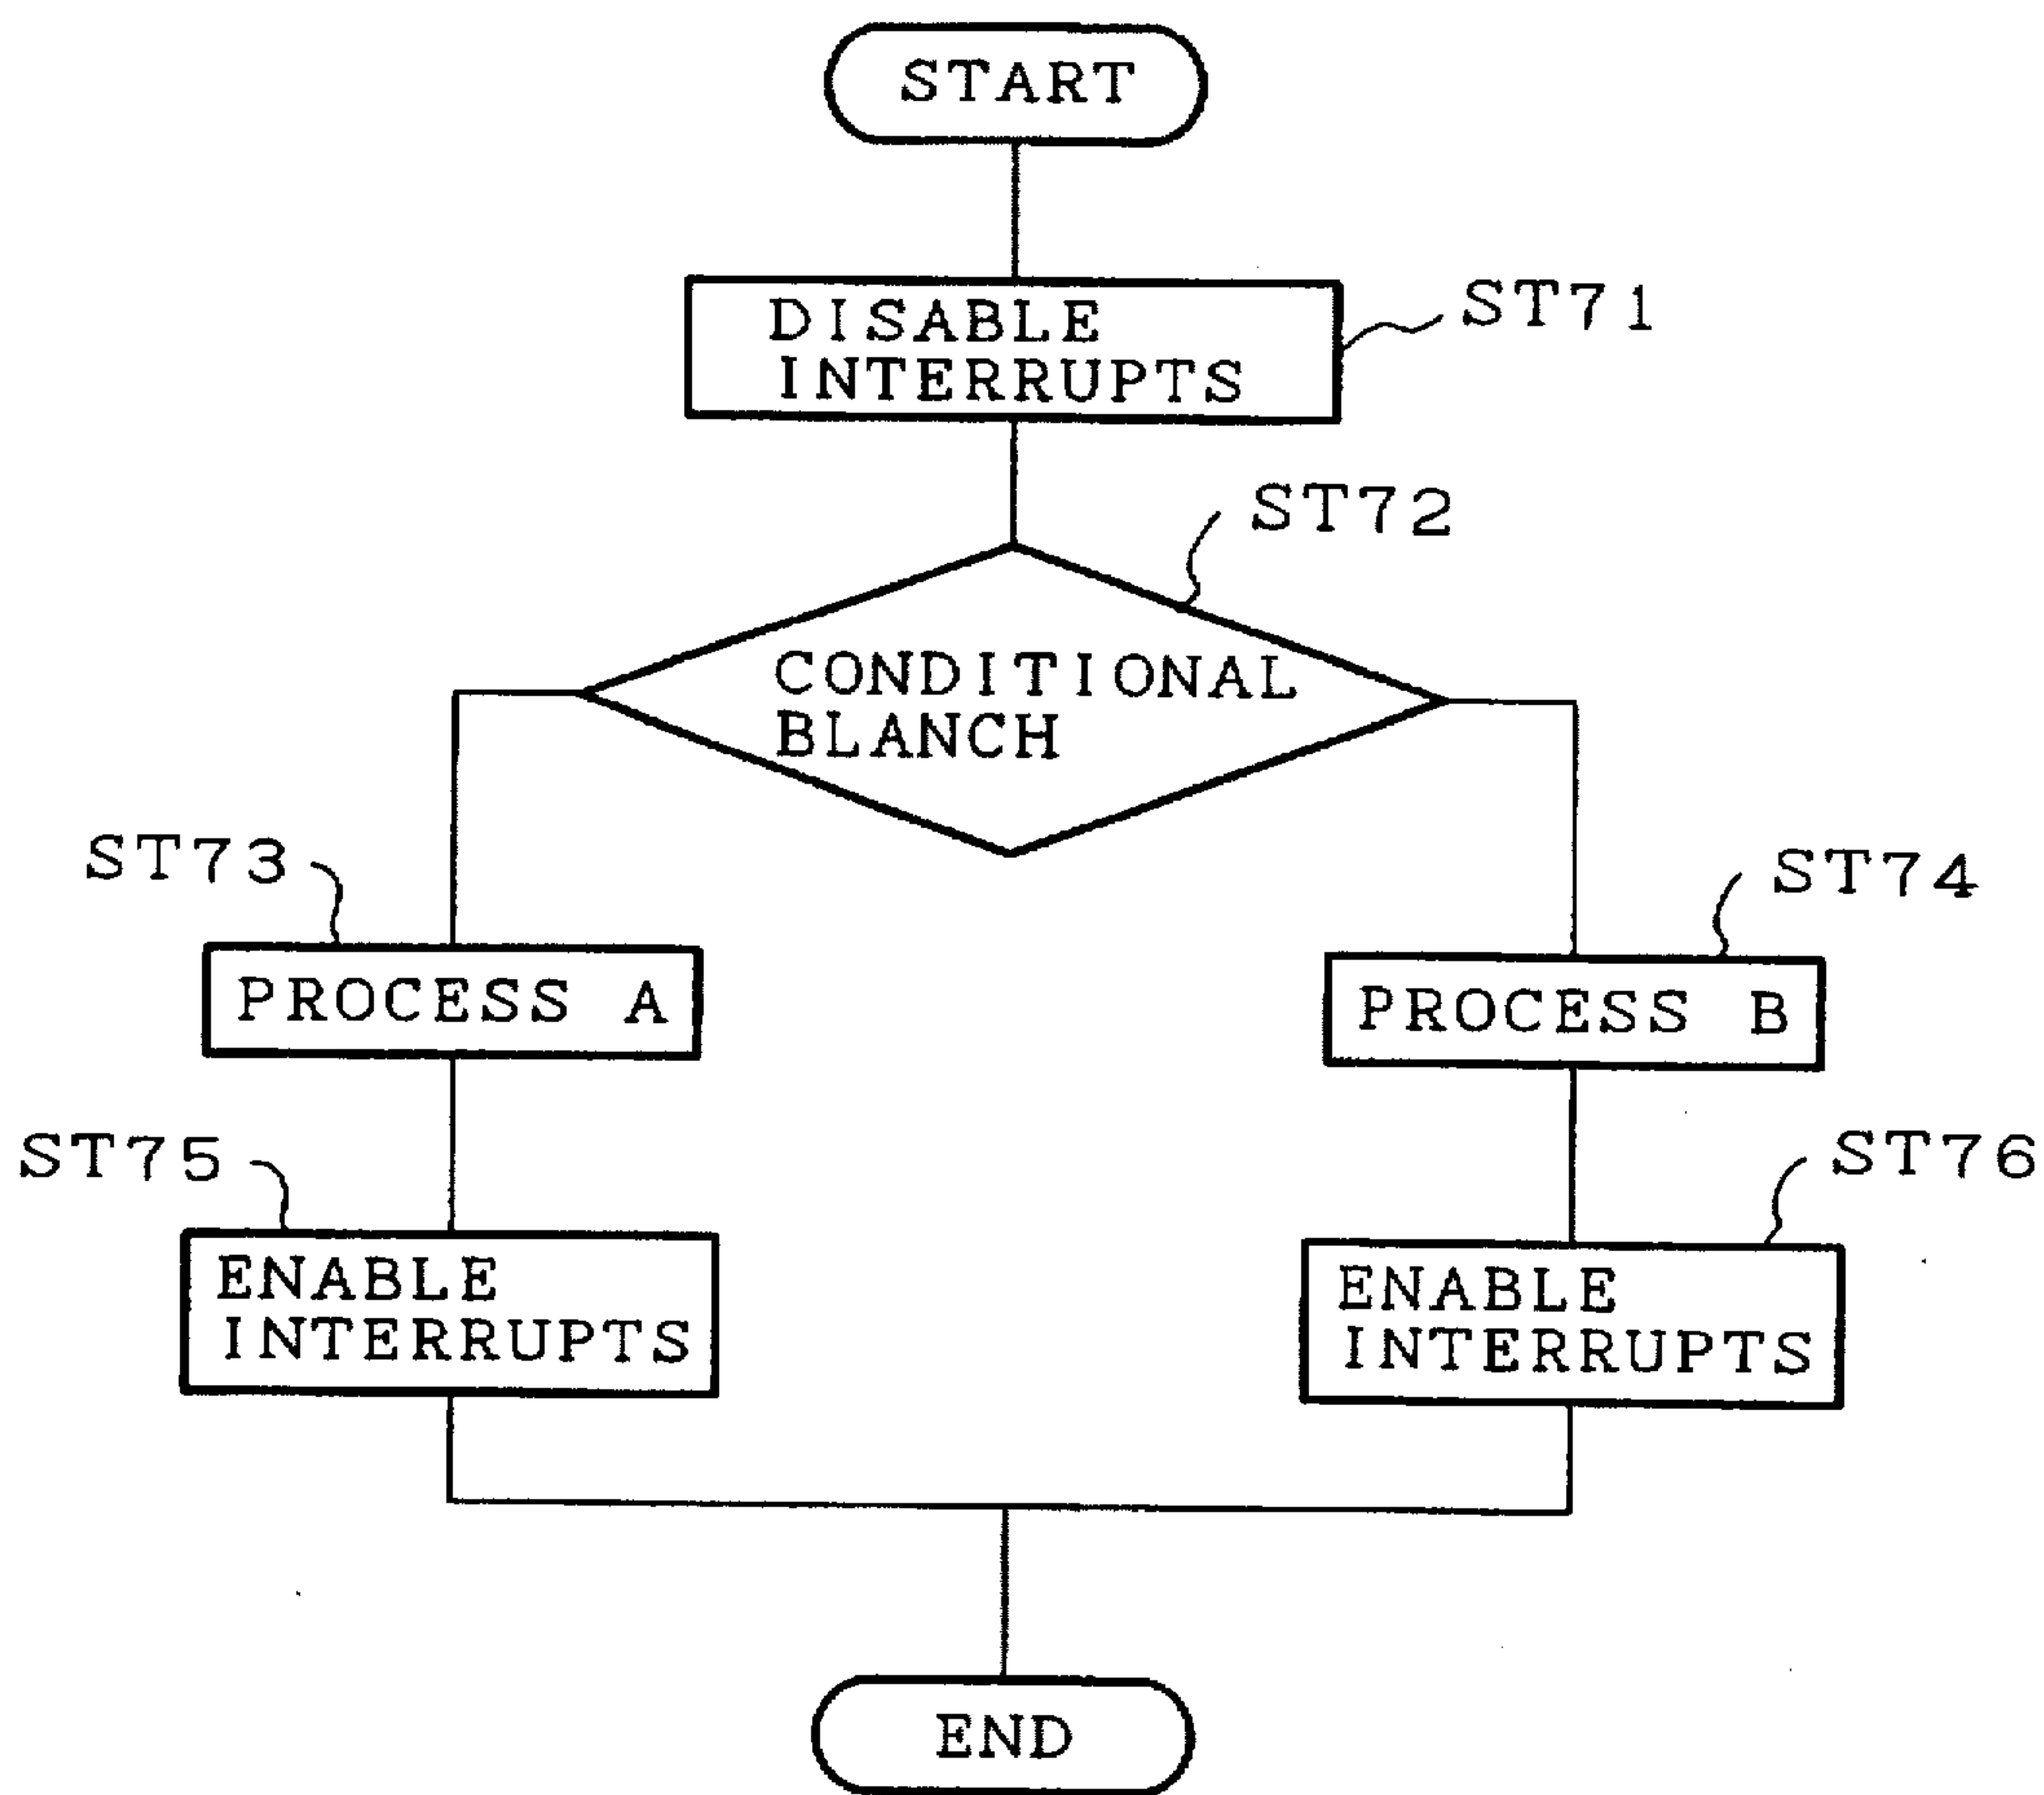 START
DISABLE
INTERRUPTS
ST71
ST72
CONDITIONAL
BLANCH
ST73
ST74
PROCESS A
PROCESS B
ST75
ST76
ENABLE
INTERRUPTS
ENABLE
INTERRUPTS
END